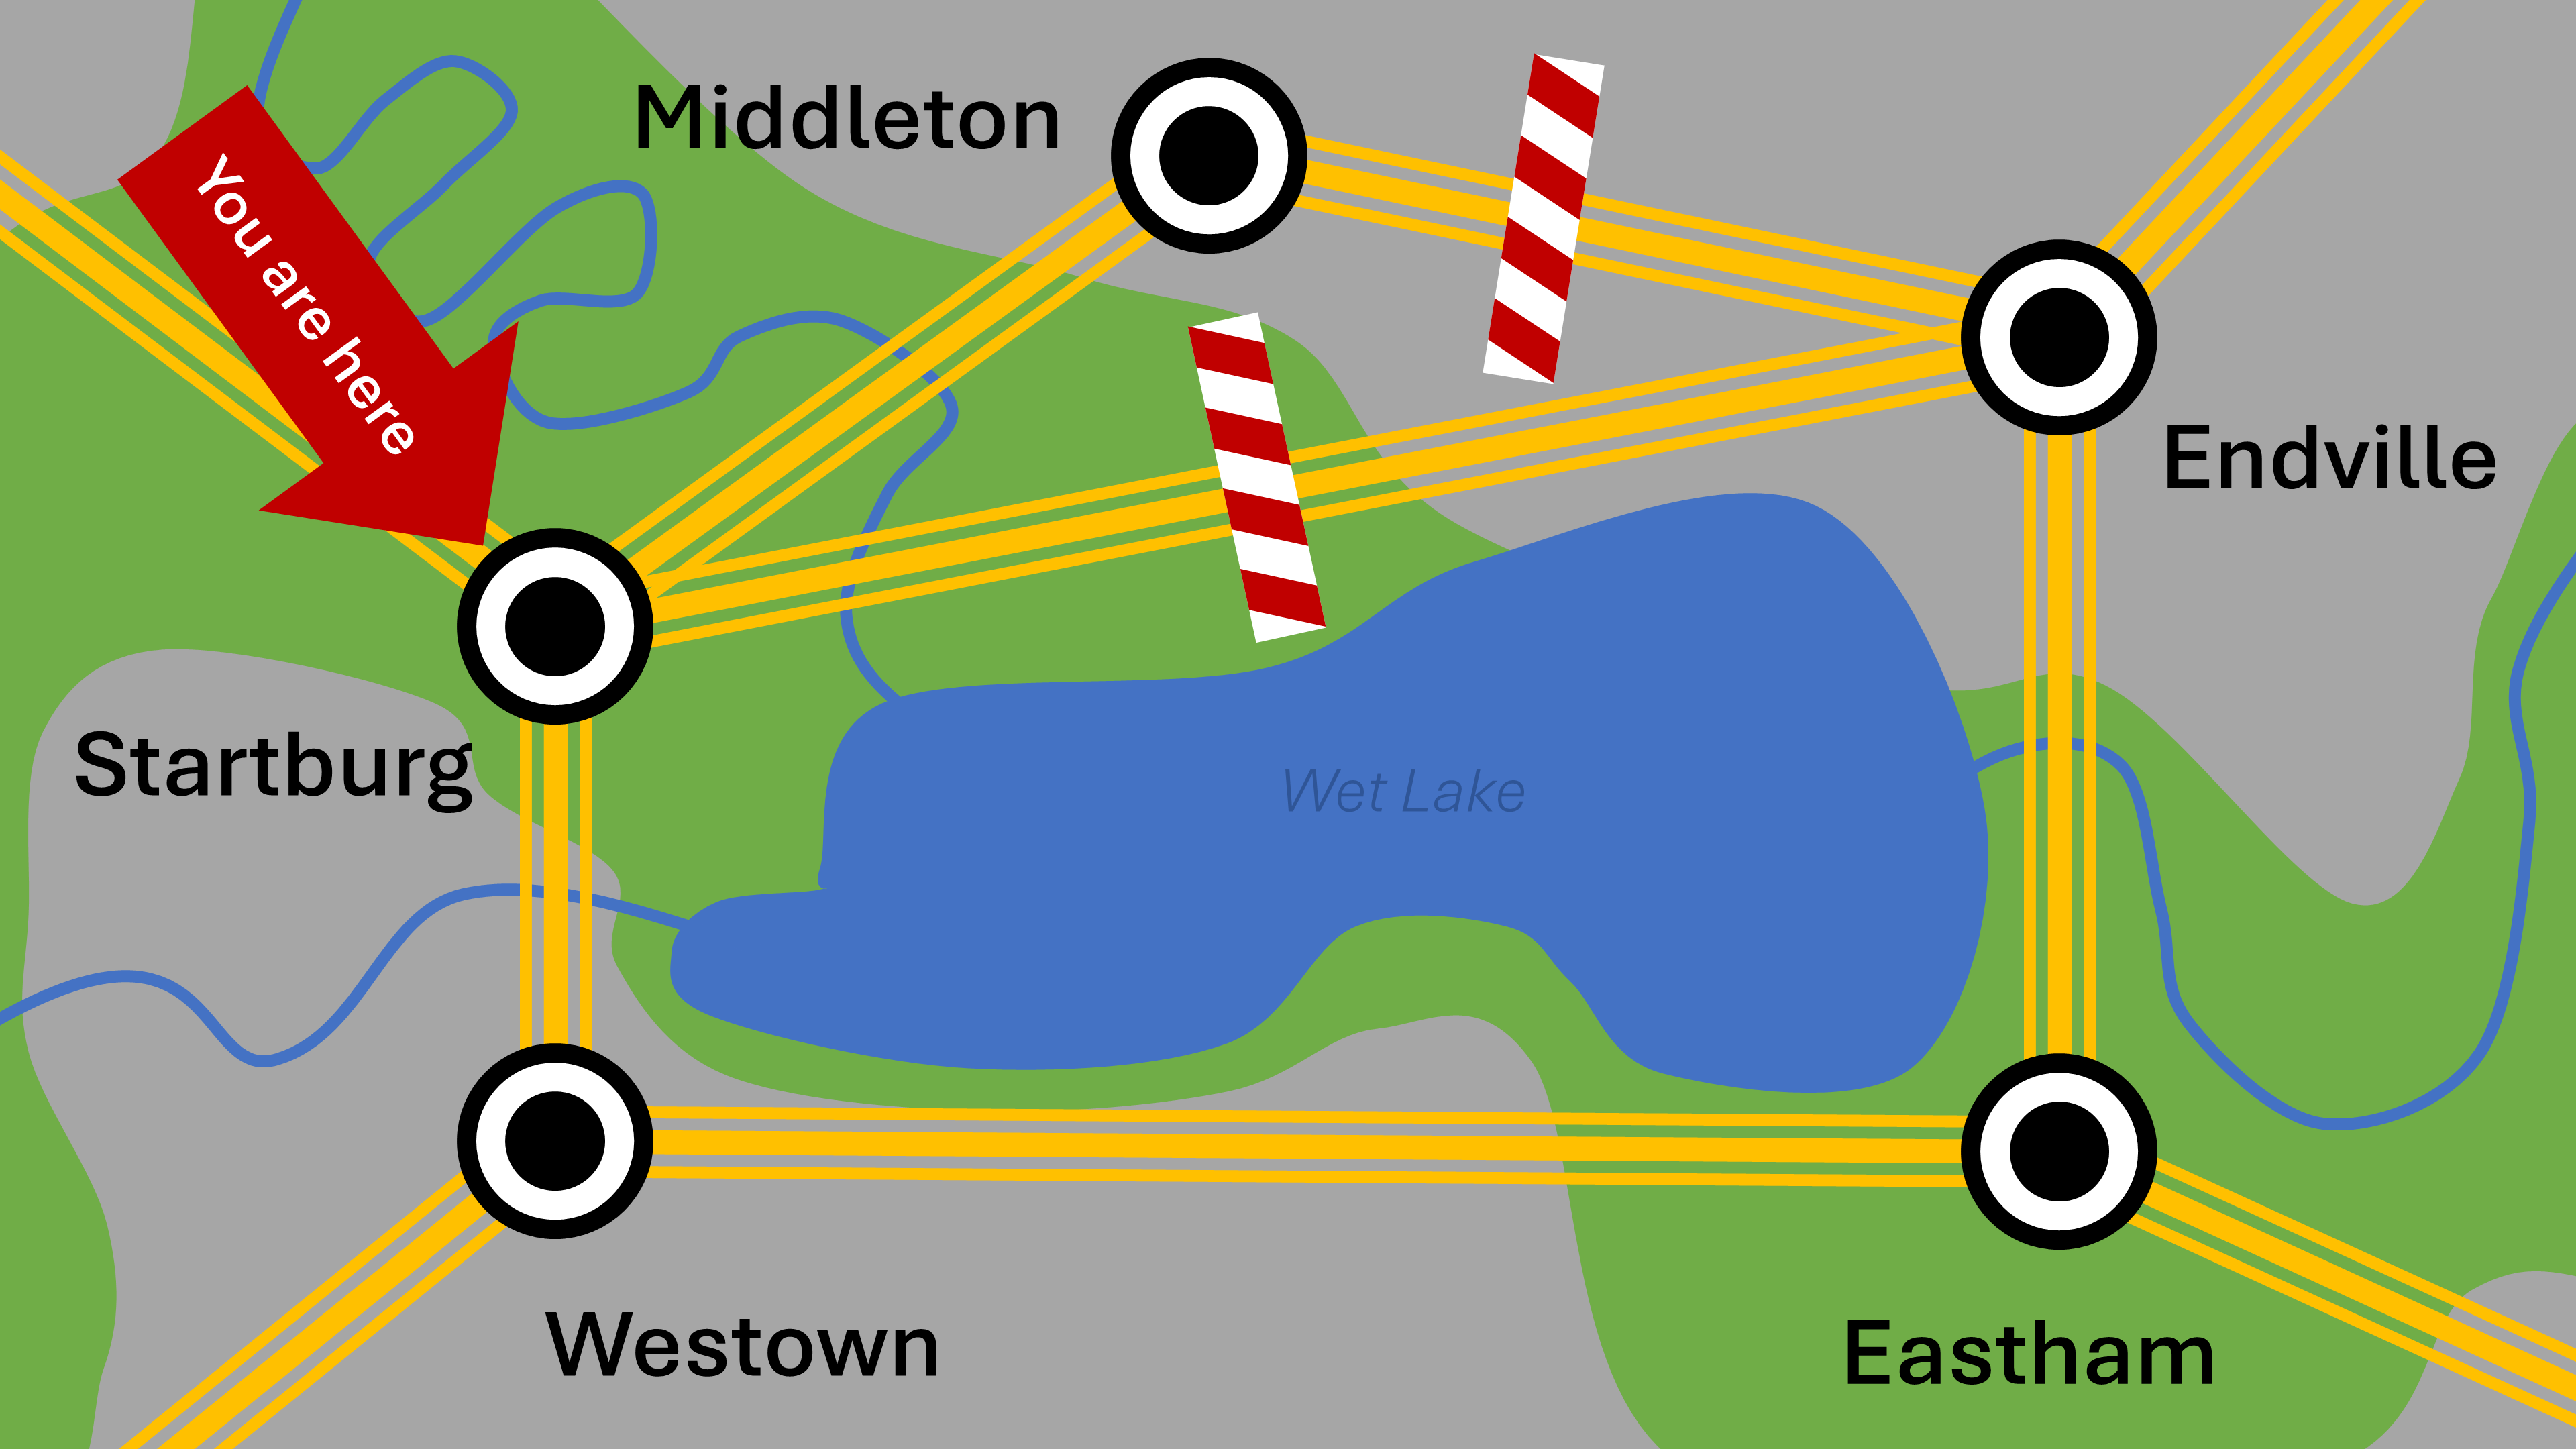 Middleton
You are here
Endville
Startburg
Wet Lake
Westown
Eastham